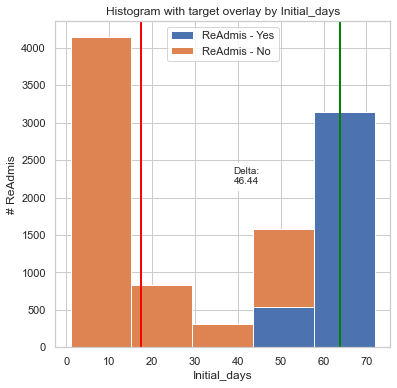 Histogram with target overlay by Initial_days
ReAdmis - Yes
ReAdmis - No
4000
3500
3000
2500
2000
1500
1000
500
0
# ReAdmis
Delta:
46.44
0 10 20 30 40 50 60 70
Initial_days